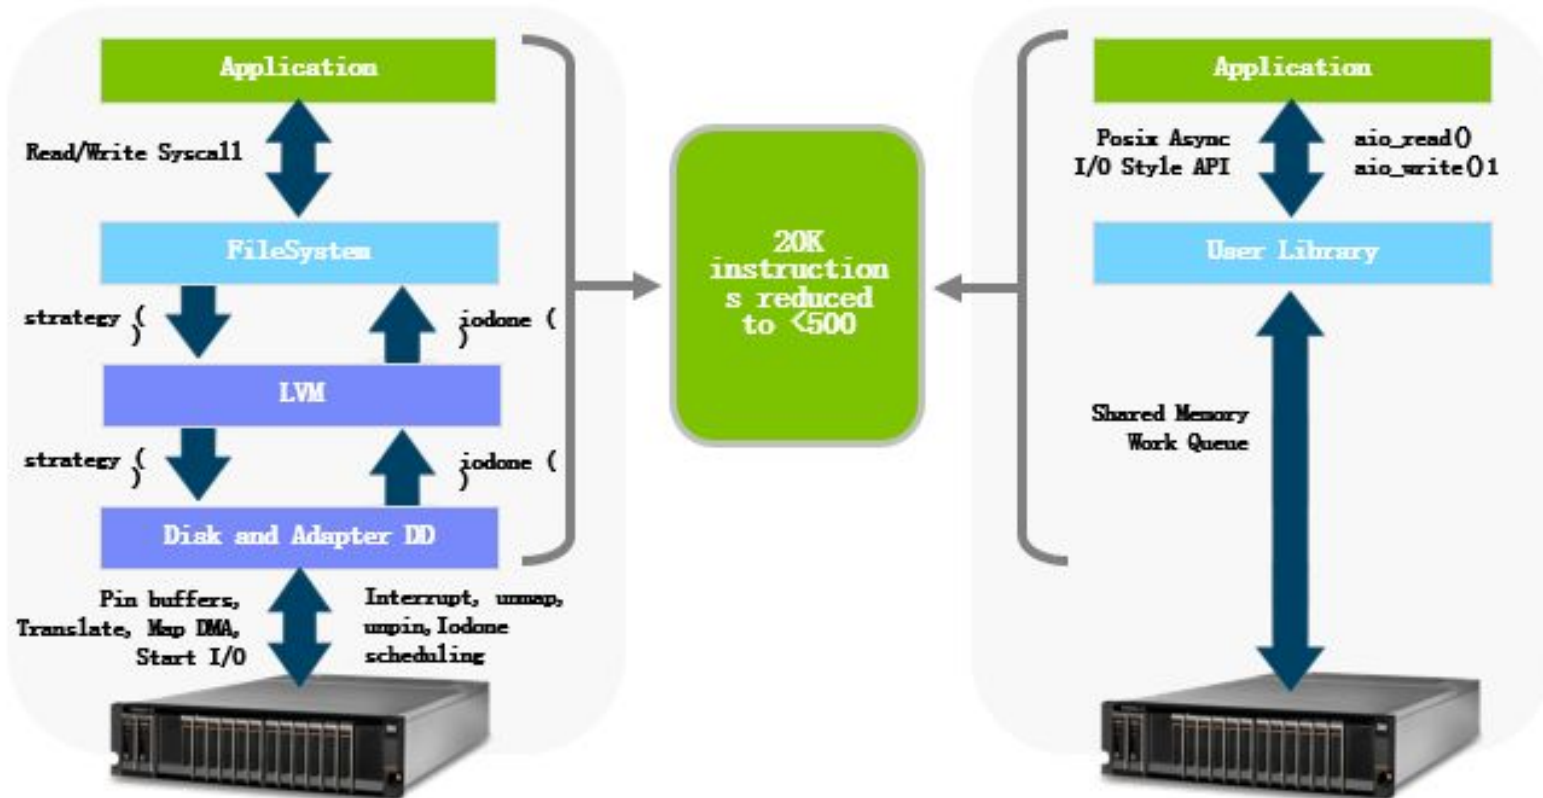 Application
Read/Write Syscall
FileSystem
strategy (
)
iodone (
)
LVM
strategy (
)
iodone (
)
Disk and Adapter DD
Pin buffers,
Translate, Map DMA,
Start I/O
Interrupt, unmap,
unpin,Iodone
scheduling
20K
instruction
s reduced
to <500
Application
Posix Async
I/O Style API
aio_read()
aio_write()1
User Library
Shared Memory
Work Queue